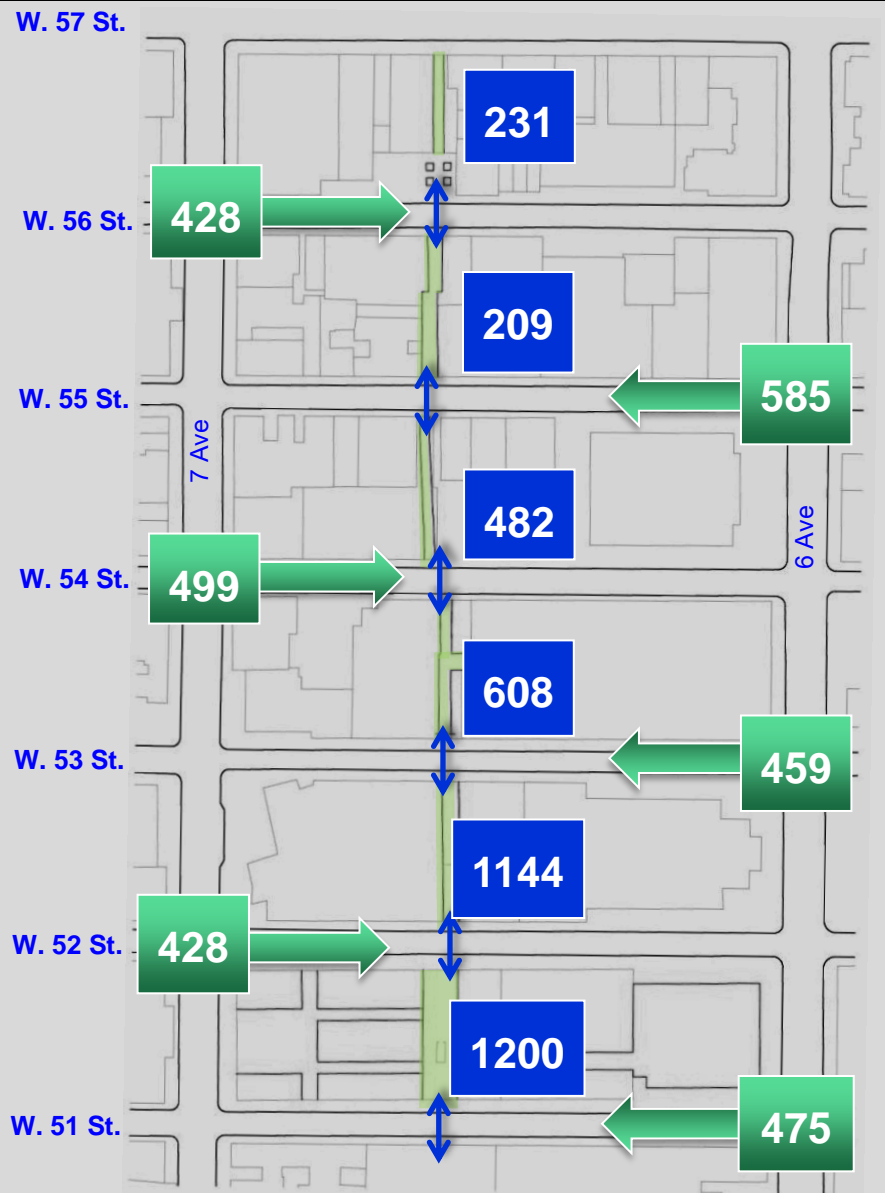 W. 57 St.
231
428
W. 56 St.
209
W. 55 St.
585
7 Ave
482
6 Ave
W. 54 St.
499
608
W. 53 St.
459
1144
W. 52 St.
428
1200
W. 51 St.
475